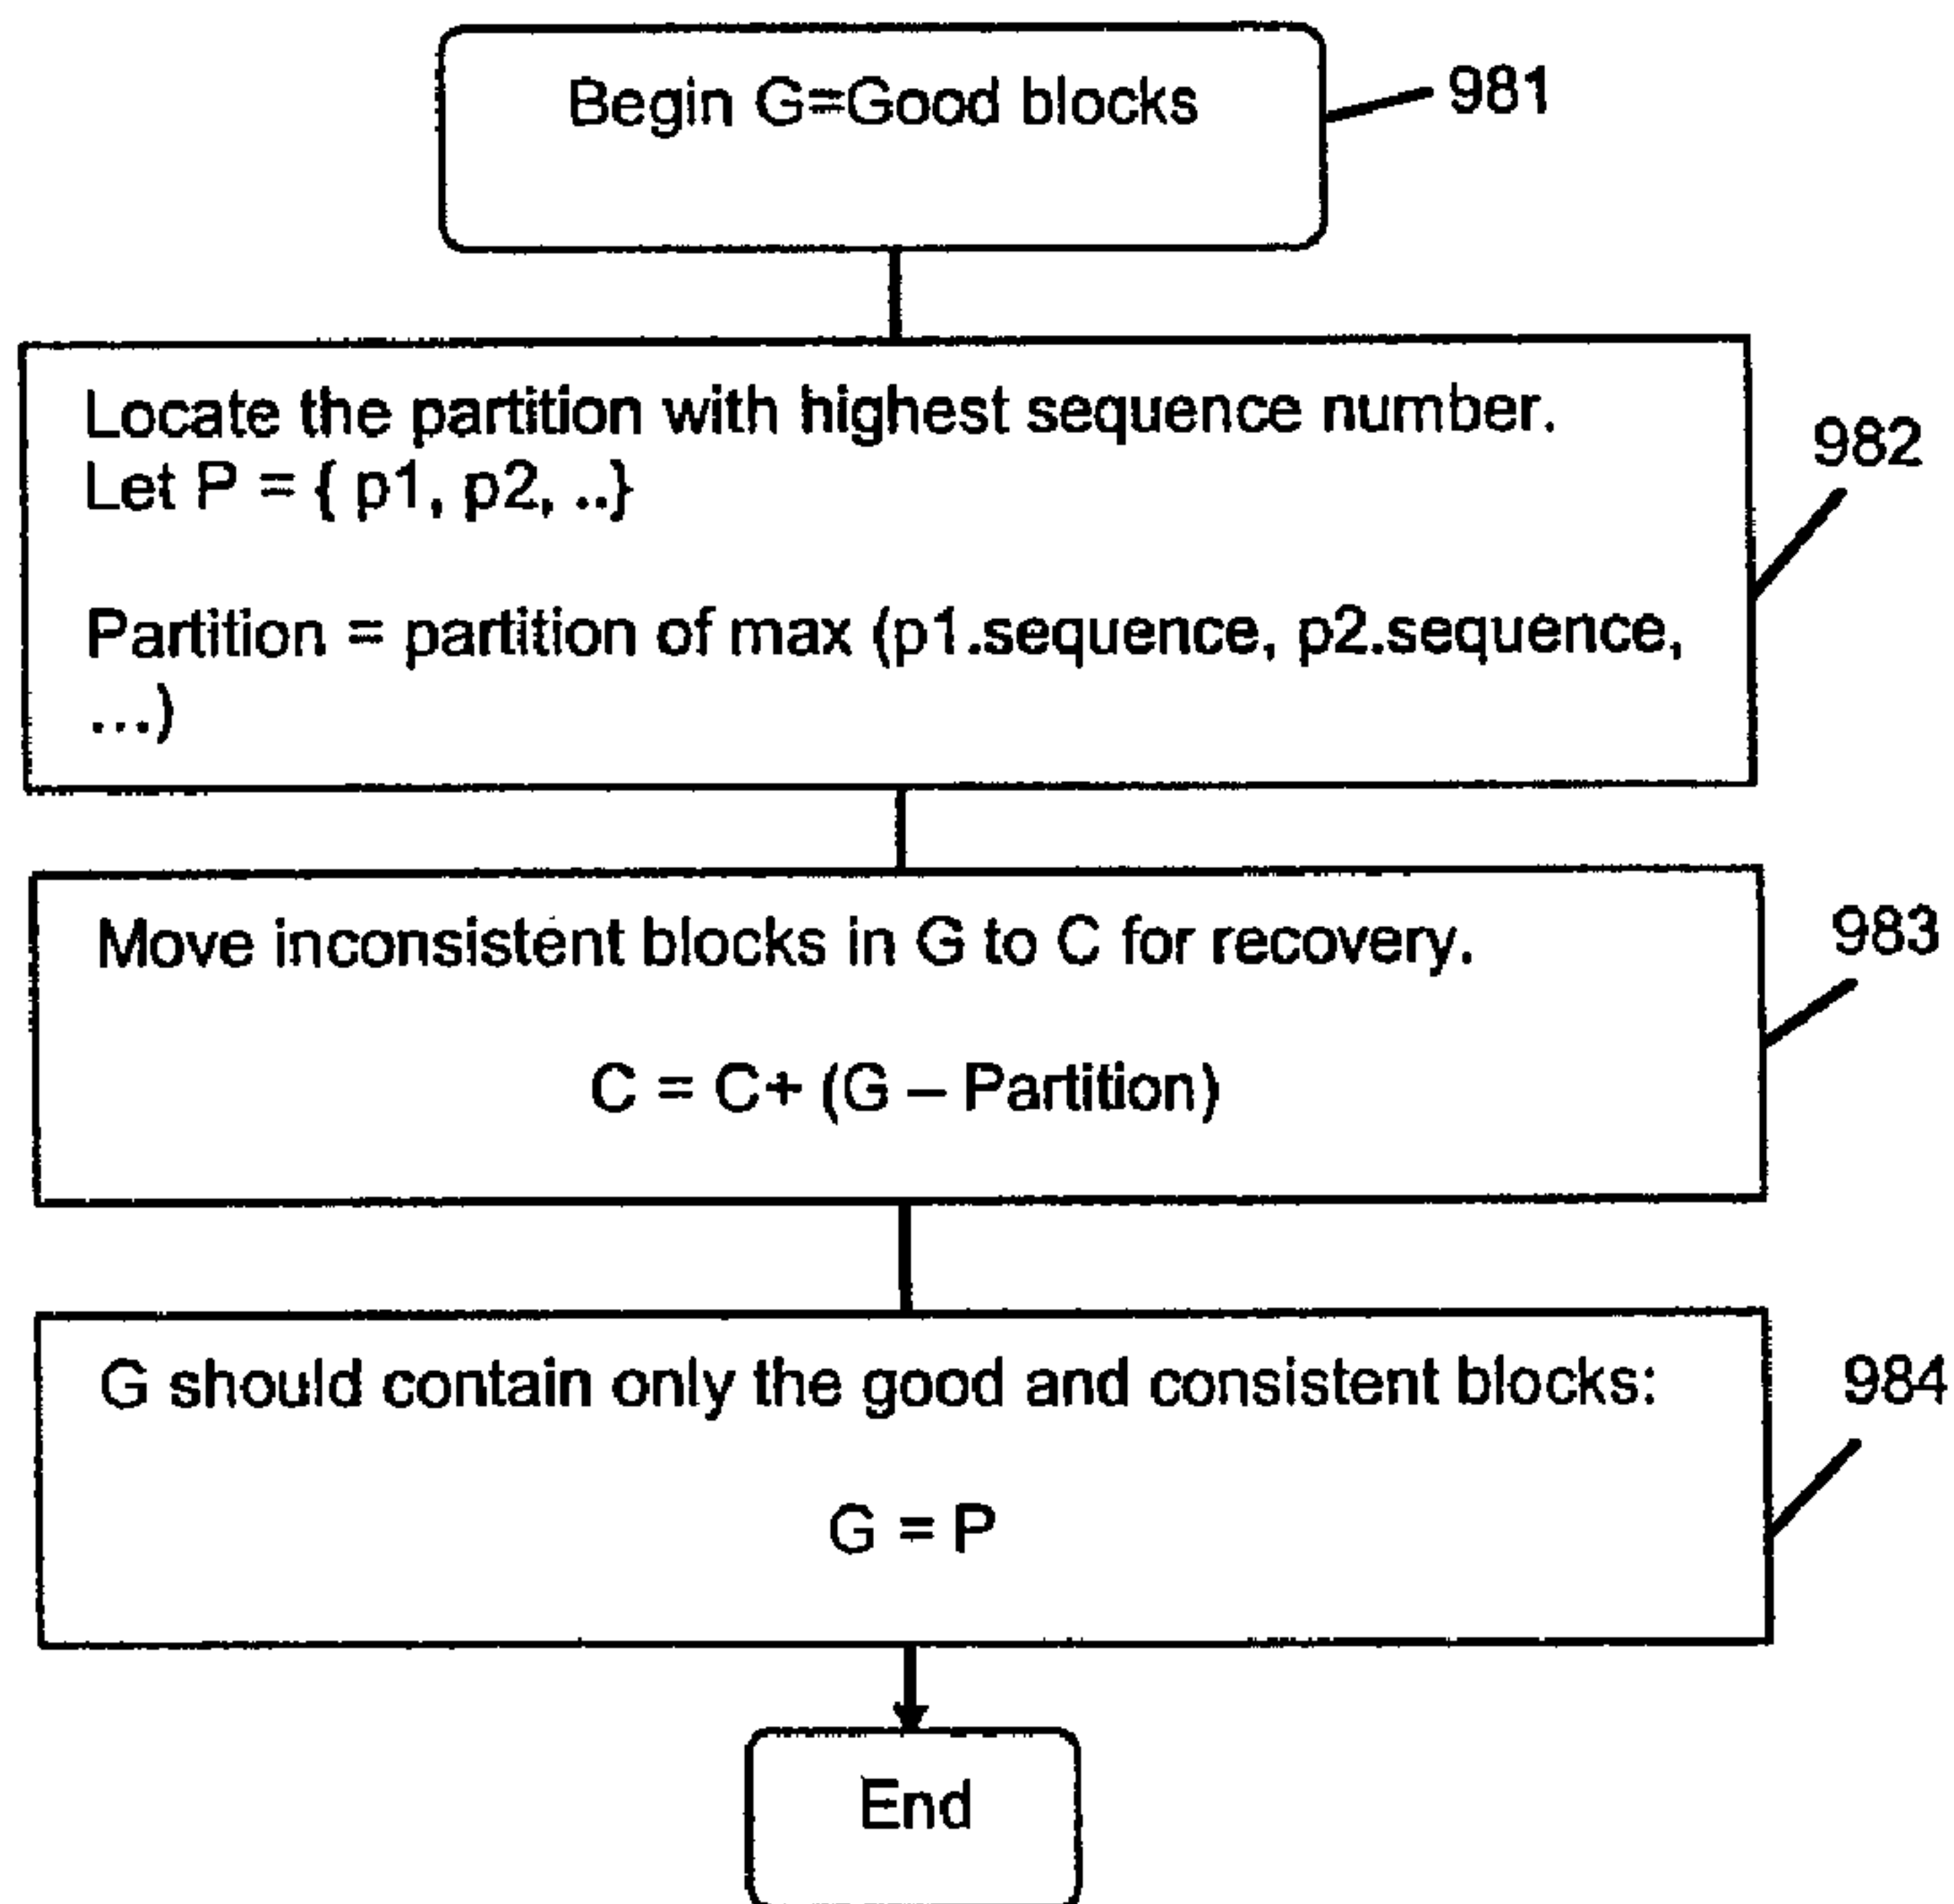 Begin G=Good blocks
981
Locate the partition with highest sequence number.
Let P = { p1, p2, ..}
982
Partition = partition of max (p1.sequence, p2.sequence,
...)
Move inconsistent blocks in G to C for recovery.
983
C = C+ (G – Partition)
G should contain only the good and consistent blocks:
984
G = P
End